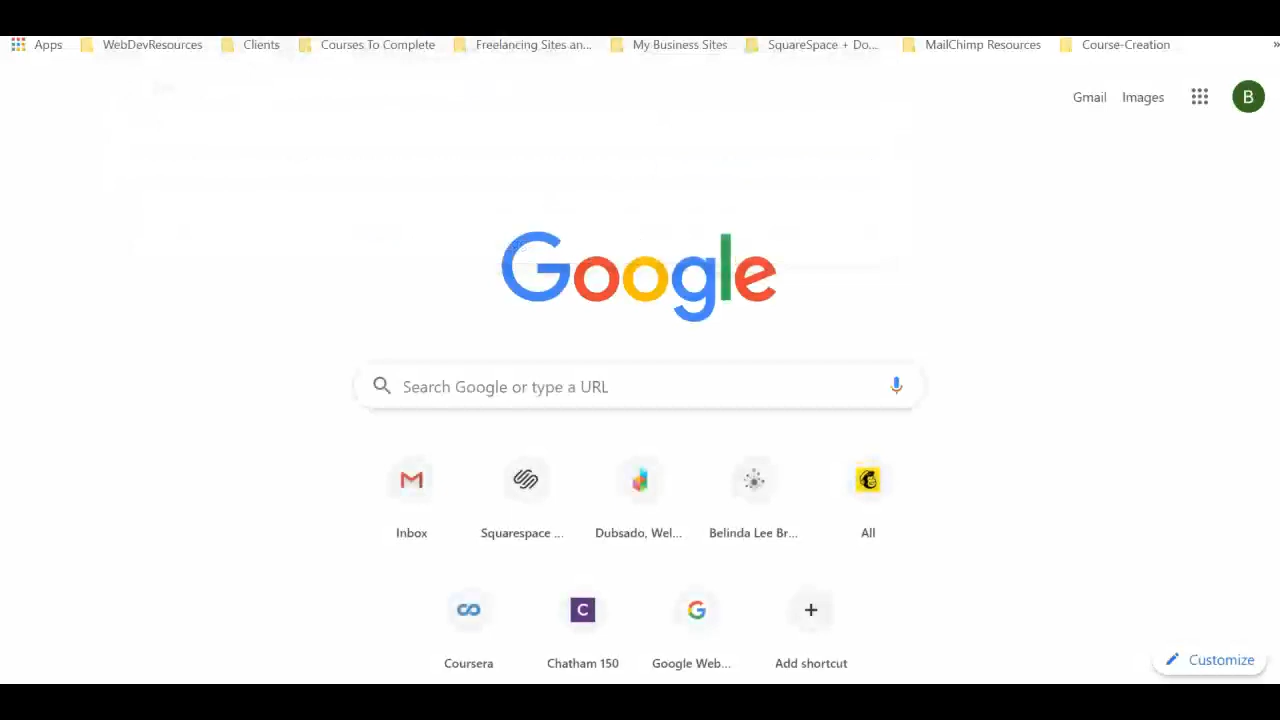 Apps WebDevResources Clients Courses To Complete Freelancing Sites an... My Business Sites SquareSpace + Do... MailChimp Resources Course-Creation »
Gmail Images B
Google
Search Google or type a URL
Inbox Squarespace ... Dubsado, Wel... Belinda Lee Br... All
C
Coursera Chatham 150 Google Web... Add shortcut
Customize